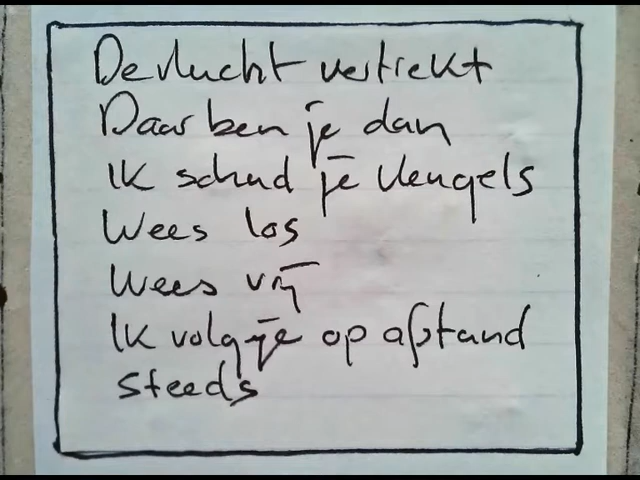 De vlucht vertrekt
Daar ben je dan
Ik schud je vleugels
Wees los
Wees vrij
Ik volg je op afstand
Steeds